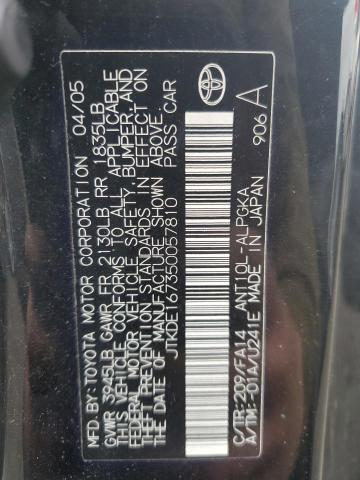 MFD. BY: TOYOTA MOTOR CORPORATION 04/05
GVWR 3945LB GAWR FR 2130LB RR 1835LB
THIS VEHICLE CONFORMS TO ALL APPLICABLE
FEDERAL MOTOR VEHICLE SAFETY, BUMPER, AND
THEFT PREVENTION STANDARDS IN EFFECT ON
THE DATE OF MANUFACTURE SHOWN ABOVE.
JTKDE167350057810 PASS CAR
C/TR: 209/FA14 ANT10L-ALPGKA
A/TM: -01A/U241E MADE IN JAPAN 906 A
TOYOTA